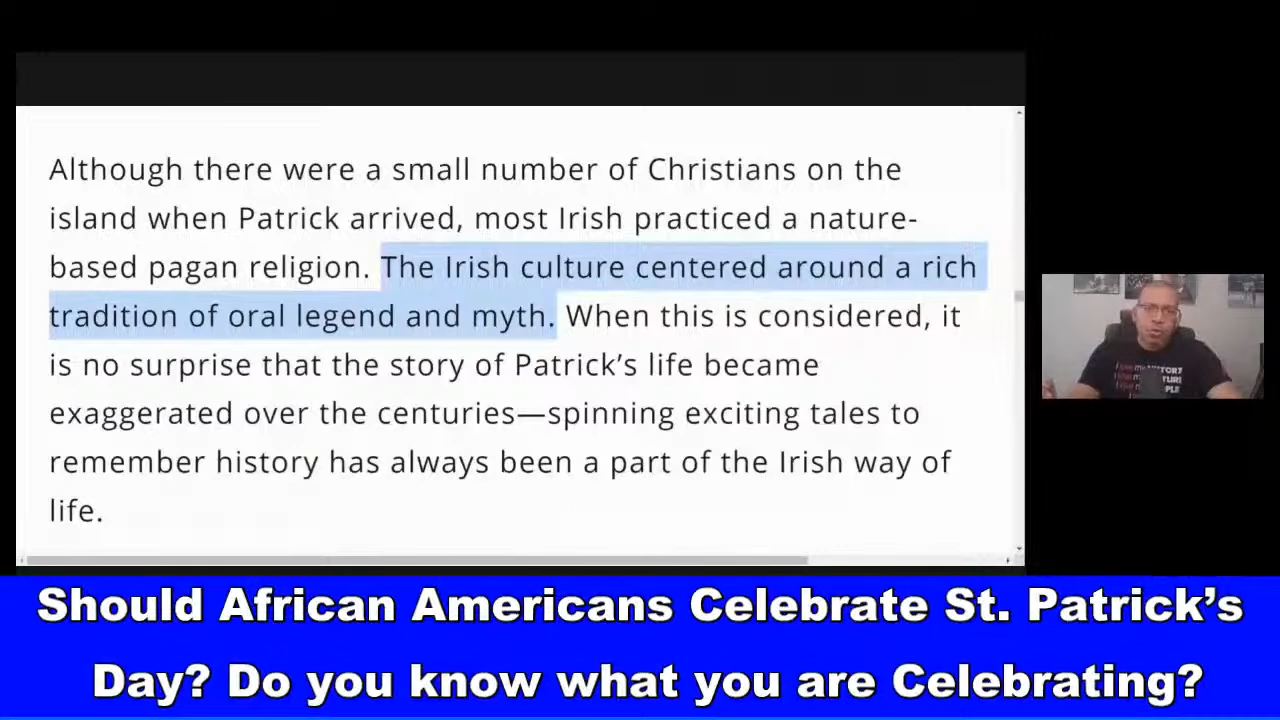 Although there were a small number of Christians on the
island when Patrick arrived, most Irish practiced a nature-
based pagan religion. The Irish culture centered around a rich
tradition of oral legend and myth. When this is considered, it
is no surprise that the story of Patrick’s life became
exaggerated over the centuries—spinning exciting tales to
remember history has always been a part of the Irish way of
life.
Should African Americans Celebrate St. Patrick’s
Day? Do you know what you are Celebrating?